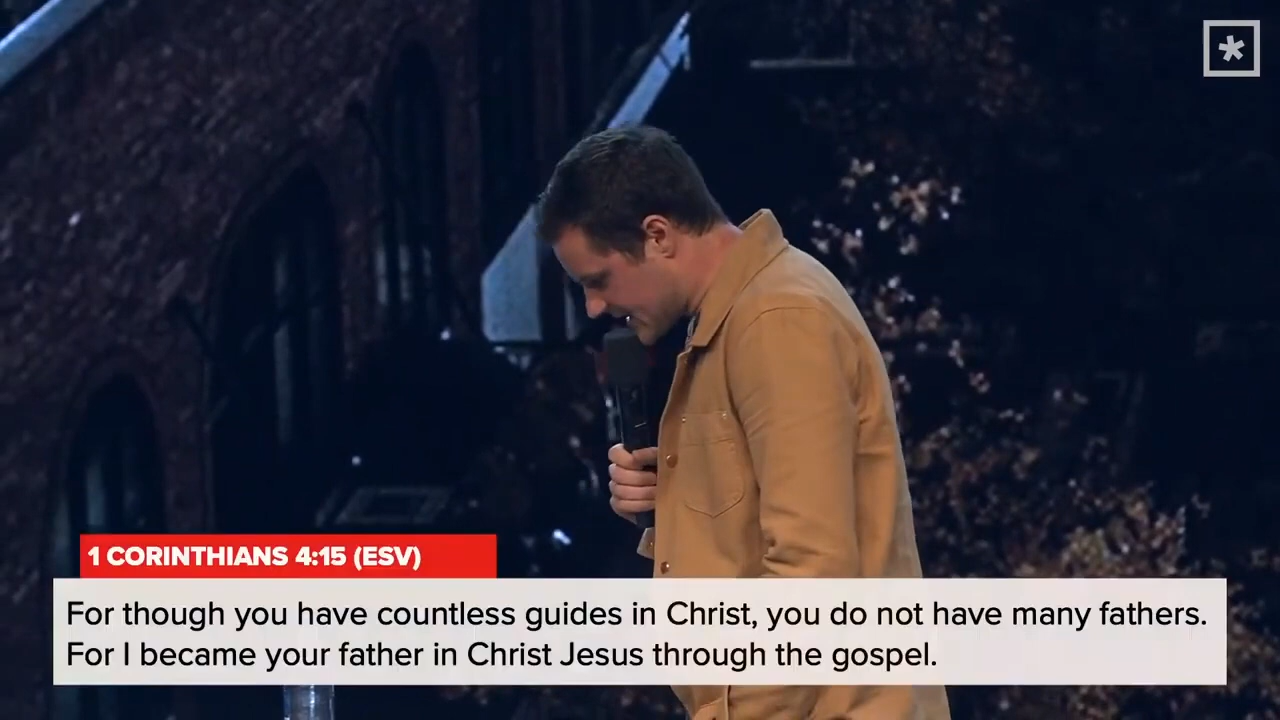 1 CORINTHIANS 4:15 (ESV)
For though you have countless guides in Christ, you do not have many fathers.
For I became your father in Christ Jesus through the gospel.